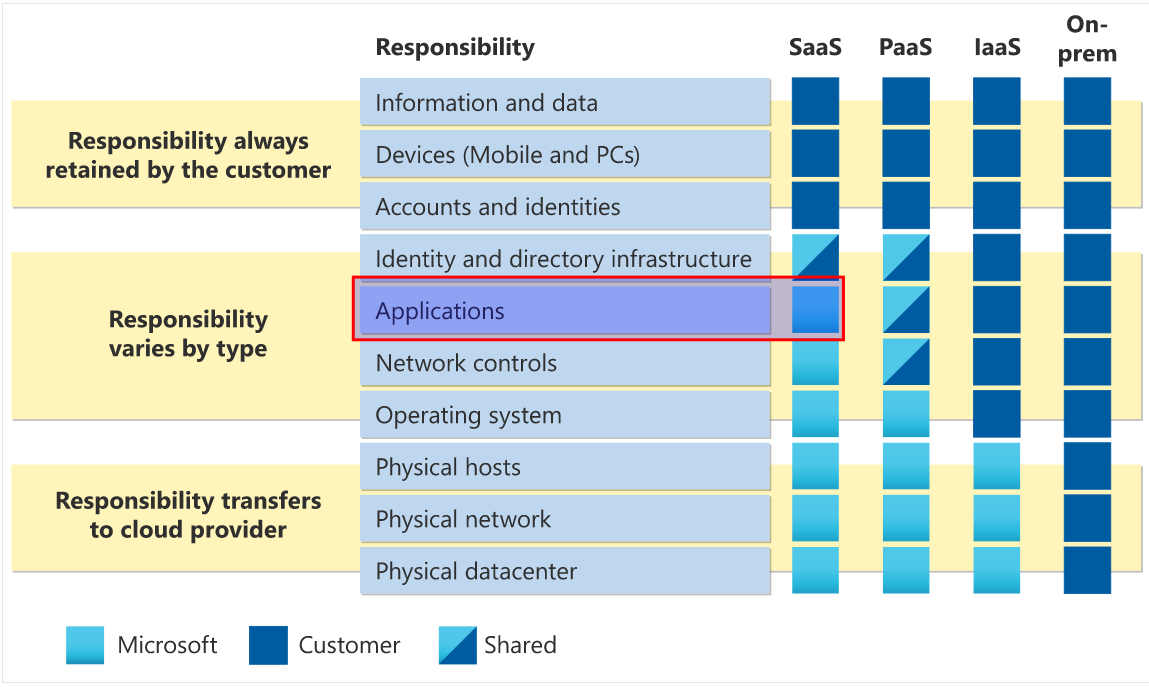 Responsibility
SaaS
PaaS
IaaS
On-
prem
Responsibility always
retained by the customer
Information and data
Devices (Mobile and PCs)
Accounts and identities
Responsibility
varies by type
Identity and directory infrastructure
Applications
Network controls
Operating system
Responsibility transfers
to cloud provider
Physical hosts
Physical network
Physical datacenter
Microsoft
Customer
Shared